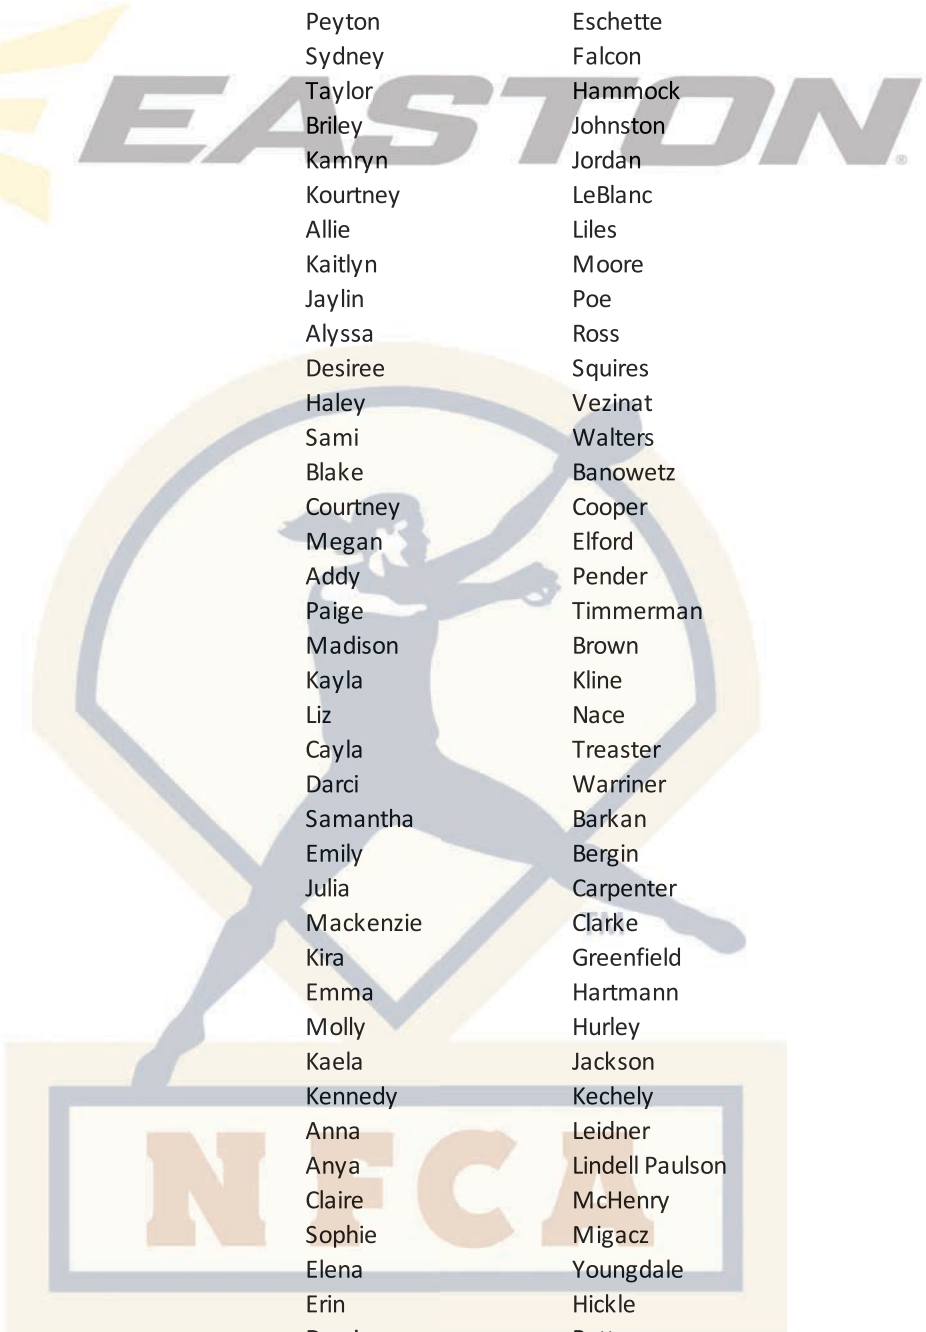 Peyton Eschette
Sydney Falcon
EASTON®
Taylor Hammock
Briley Johnston
Kamryn Jordan
Kourtney LeBlanc
Allie Liles
Kaitlyn Moore
Jaylin Poe
Alyssa Ross
Desiree Squires
Haley Vezinat
Sami Walters
Blake Banowetz
Courtney Cooper
Megan Elford
Addy Pender
Paige Timmerman
Madison Brown
Kayla Kline
Liz Nace
Cayla Treaster
Darci Warriner
Samantha Barkan
Emily Bergin
Julia Carpenter
Mackenzie Clarke
TM
Kira Greenfield
Emma Hartmann
Molly Hurley
Kaela Jackson
Kennedy Kechely
Anna Leidner
Anya Lindell Paulson
Claire McHenry
NFCA
Sophie Migacz
Elena Youngdale
Erin Hickle